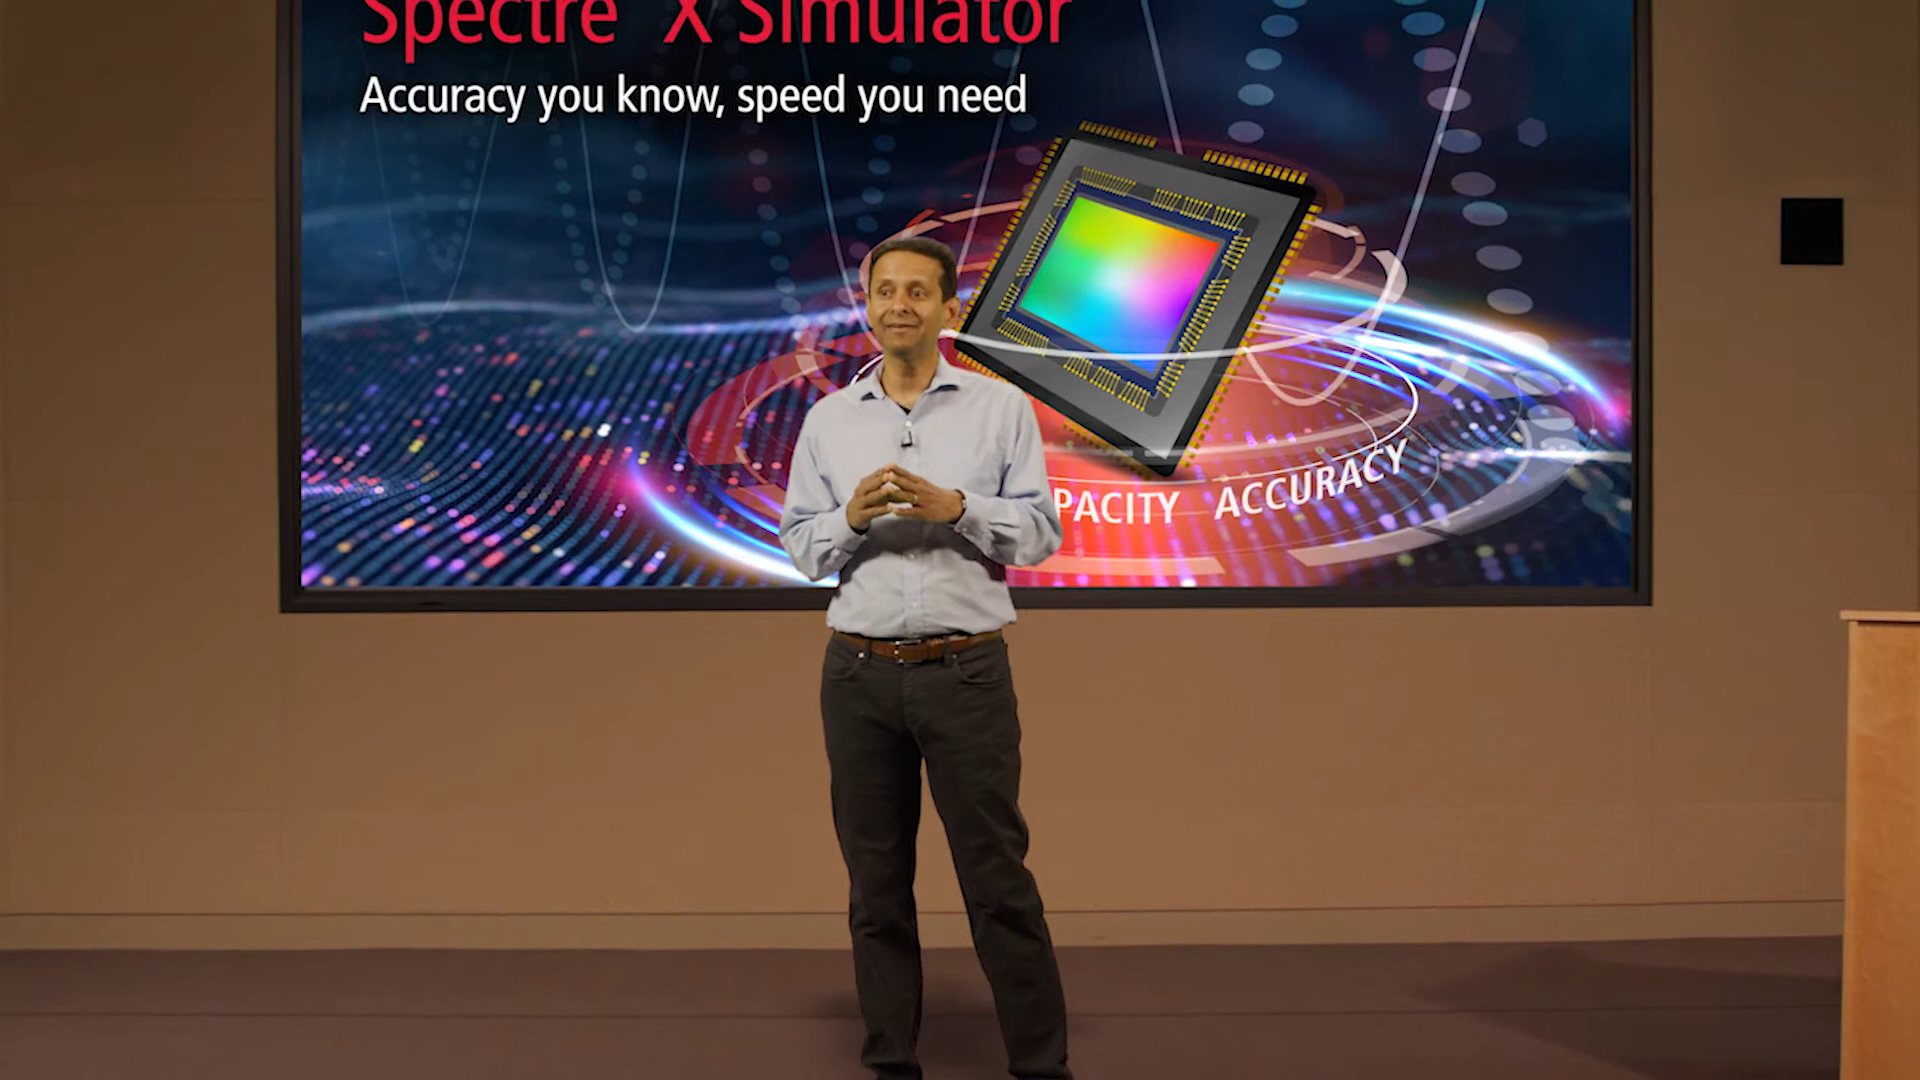 Spectre X Simulator
Accuracy you know, speed you need
PACITY ACCURACY